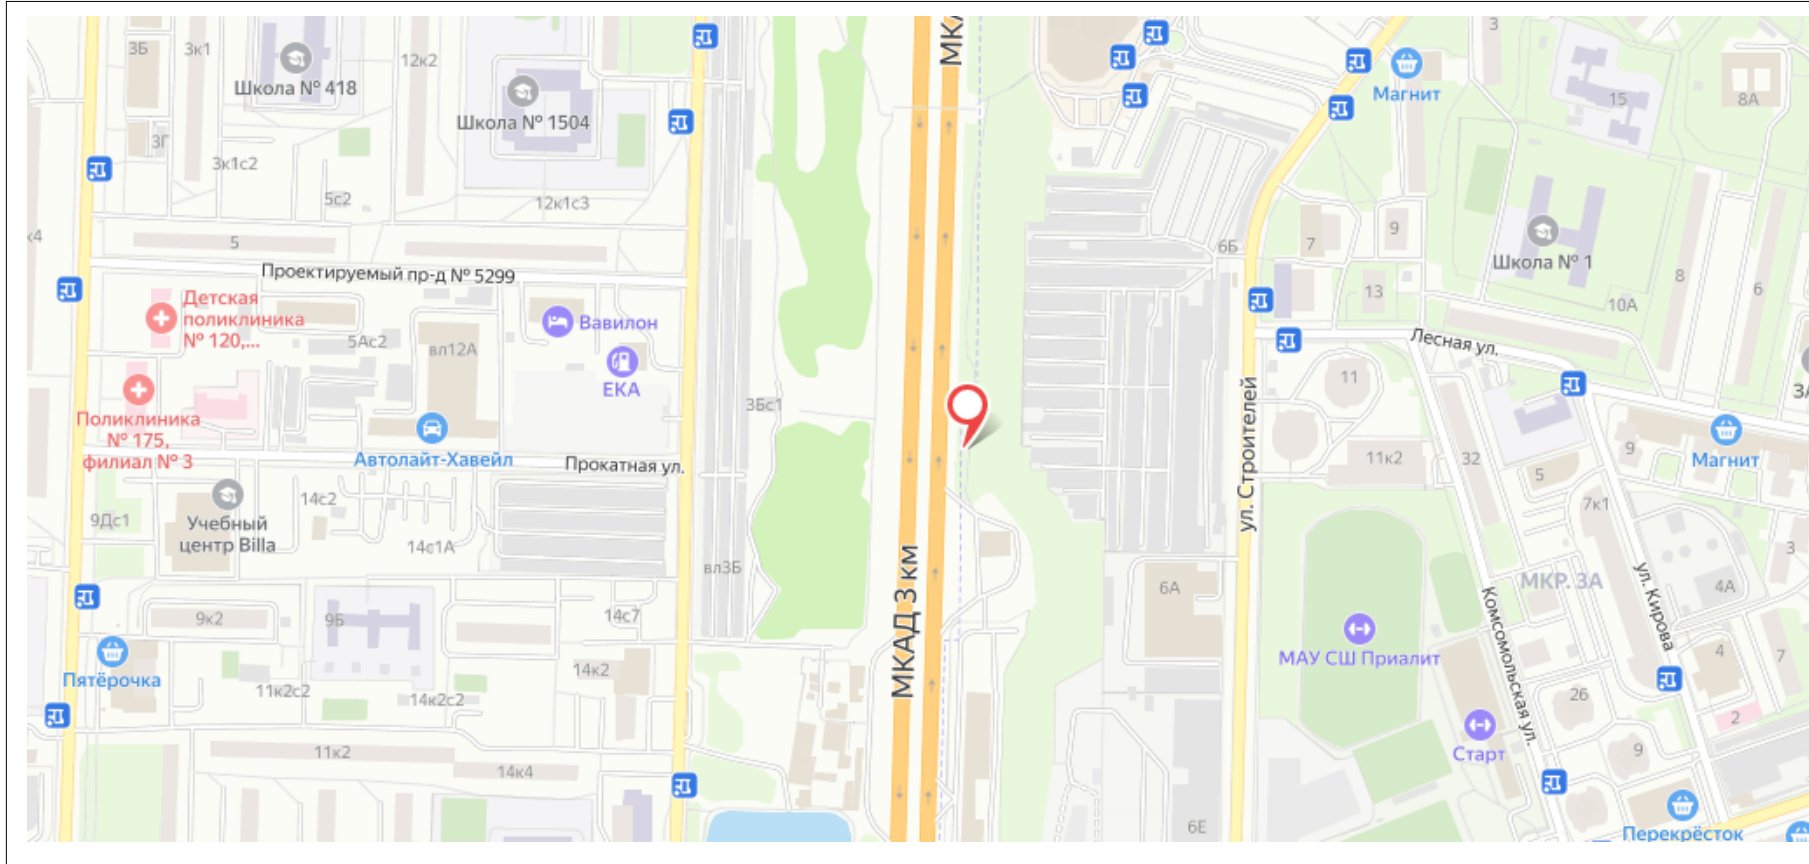 МКАД
3Б
3к1
12к2
Школа № 418
Школа № 1504
3Г
3к1с2
5с2
12к1с3
к4
5
Проектируемый пр-д № 5299
Детская
поликлиника
№ 120,...
5Ас2
вл12А
Вавилон
ЕКА
Поликлиника
№ 175,
филиал № 3
Автолайт-Хавейл
Прокатная ул.
3Бс1
9Дс1
Учебный
центр Billa
14с2
14с1А
вл3Б
9к2
9Б
14с7
Пятёрочка
11к2с2
14к2с2
14к2
11к2
14к4
МКАД 3 км
3
Магнит
15
8А
6Б
7
9
Школа № 1
13
10А
8
6
Лесная ул.
ул. Строителей
11
11к2
32
5
9
Магнит
3А
7к1
МКР. 3А
ул. Кирова
4А
3
6А
МАУ СШ Приалит
Комсомольская ул.
4
7
26
2
Старт
9
6Е
Перекрёсток